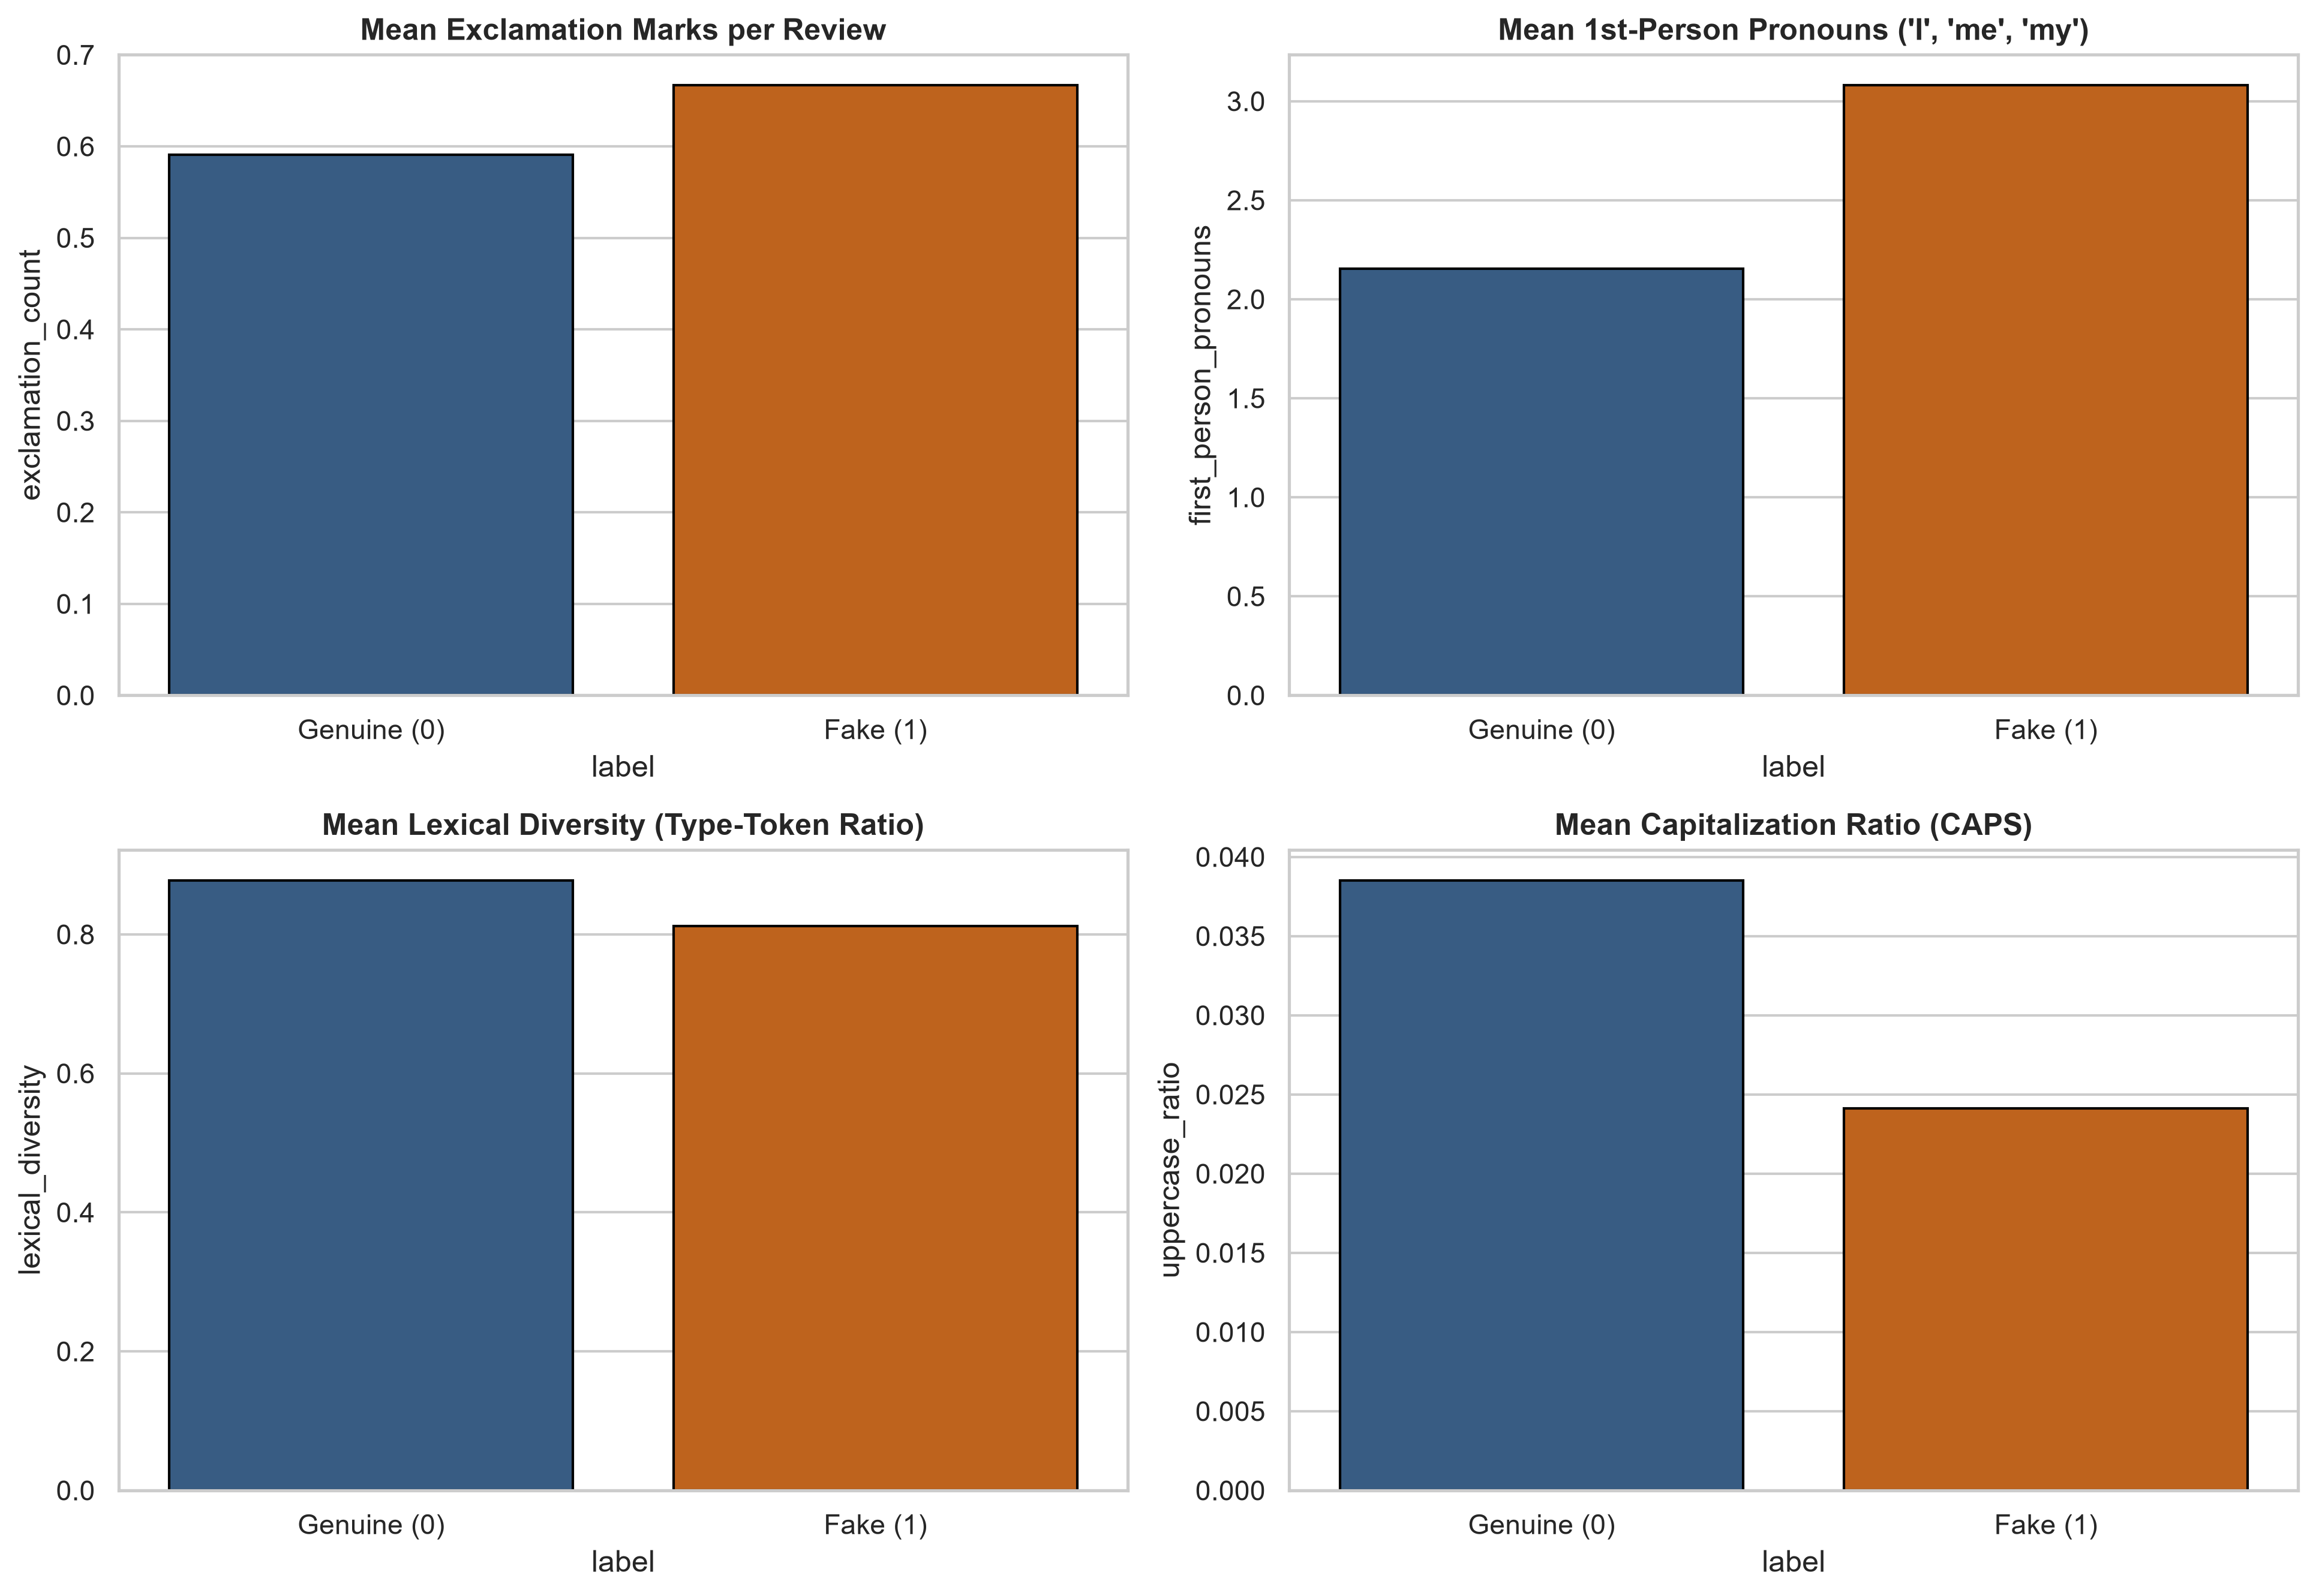 Mean Exclamation Marks per Review
exclamation_count
0.7
0.6
0.5
0.4
0.3
0.2
0.1
0.0
Genuine (0)
Fake (1)
label
Mean 1st-Person Pronouns ('I', 'me', 'my')
first_person_pronouns
3.0
2.5
2.0
1.5
1.0
0.5
0.0
Genuine (0)
Fake (1)
label
Mean Lexical Diversity (Type-Token Ratio)
lexical_diversity
0.8
0.6
0.4
0.2
0.0
Genuine (0)
Fake (1)
label
Mean Capitalization Ratio (CAPS)
uppercase_ratio
0.040
0.035
0.030
0.025
0.020
0.015
0.010
0.005
0.000
Genuine (0)
Fake (1)
label